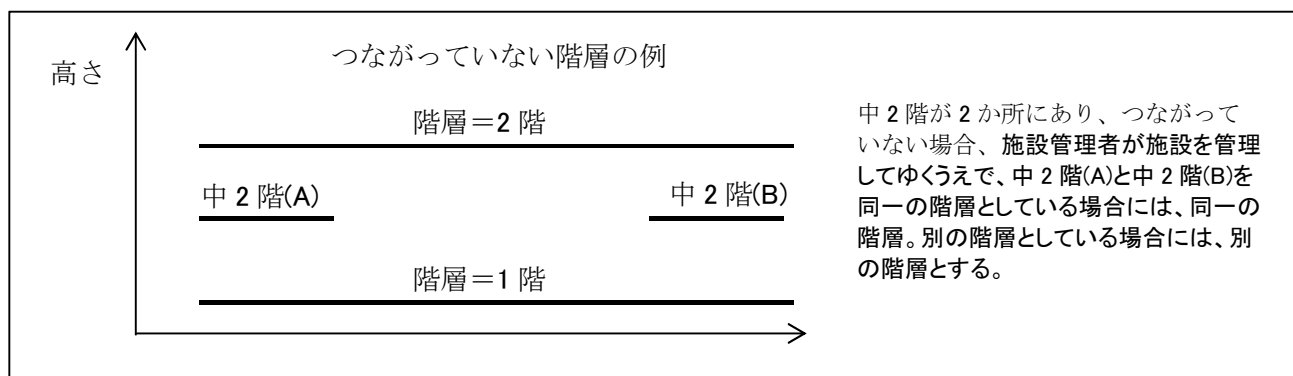 つながっていない階層の例
高さ
階層＝2 階
中 2 階(A)
中 2 階(B)
階層＝1 階
中 2 階が 2 か所にあり、つながって
いない場合、施設管理者が施設を管理
してゆくうえで、中 2 階(A)と中 2 階(B)を
同一の階層としている場合には、同一の
階層。別の階層としている場合には、別
の階層とする。